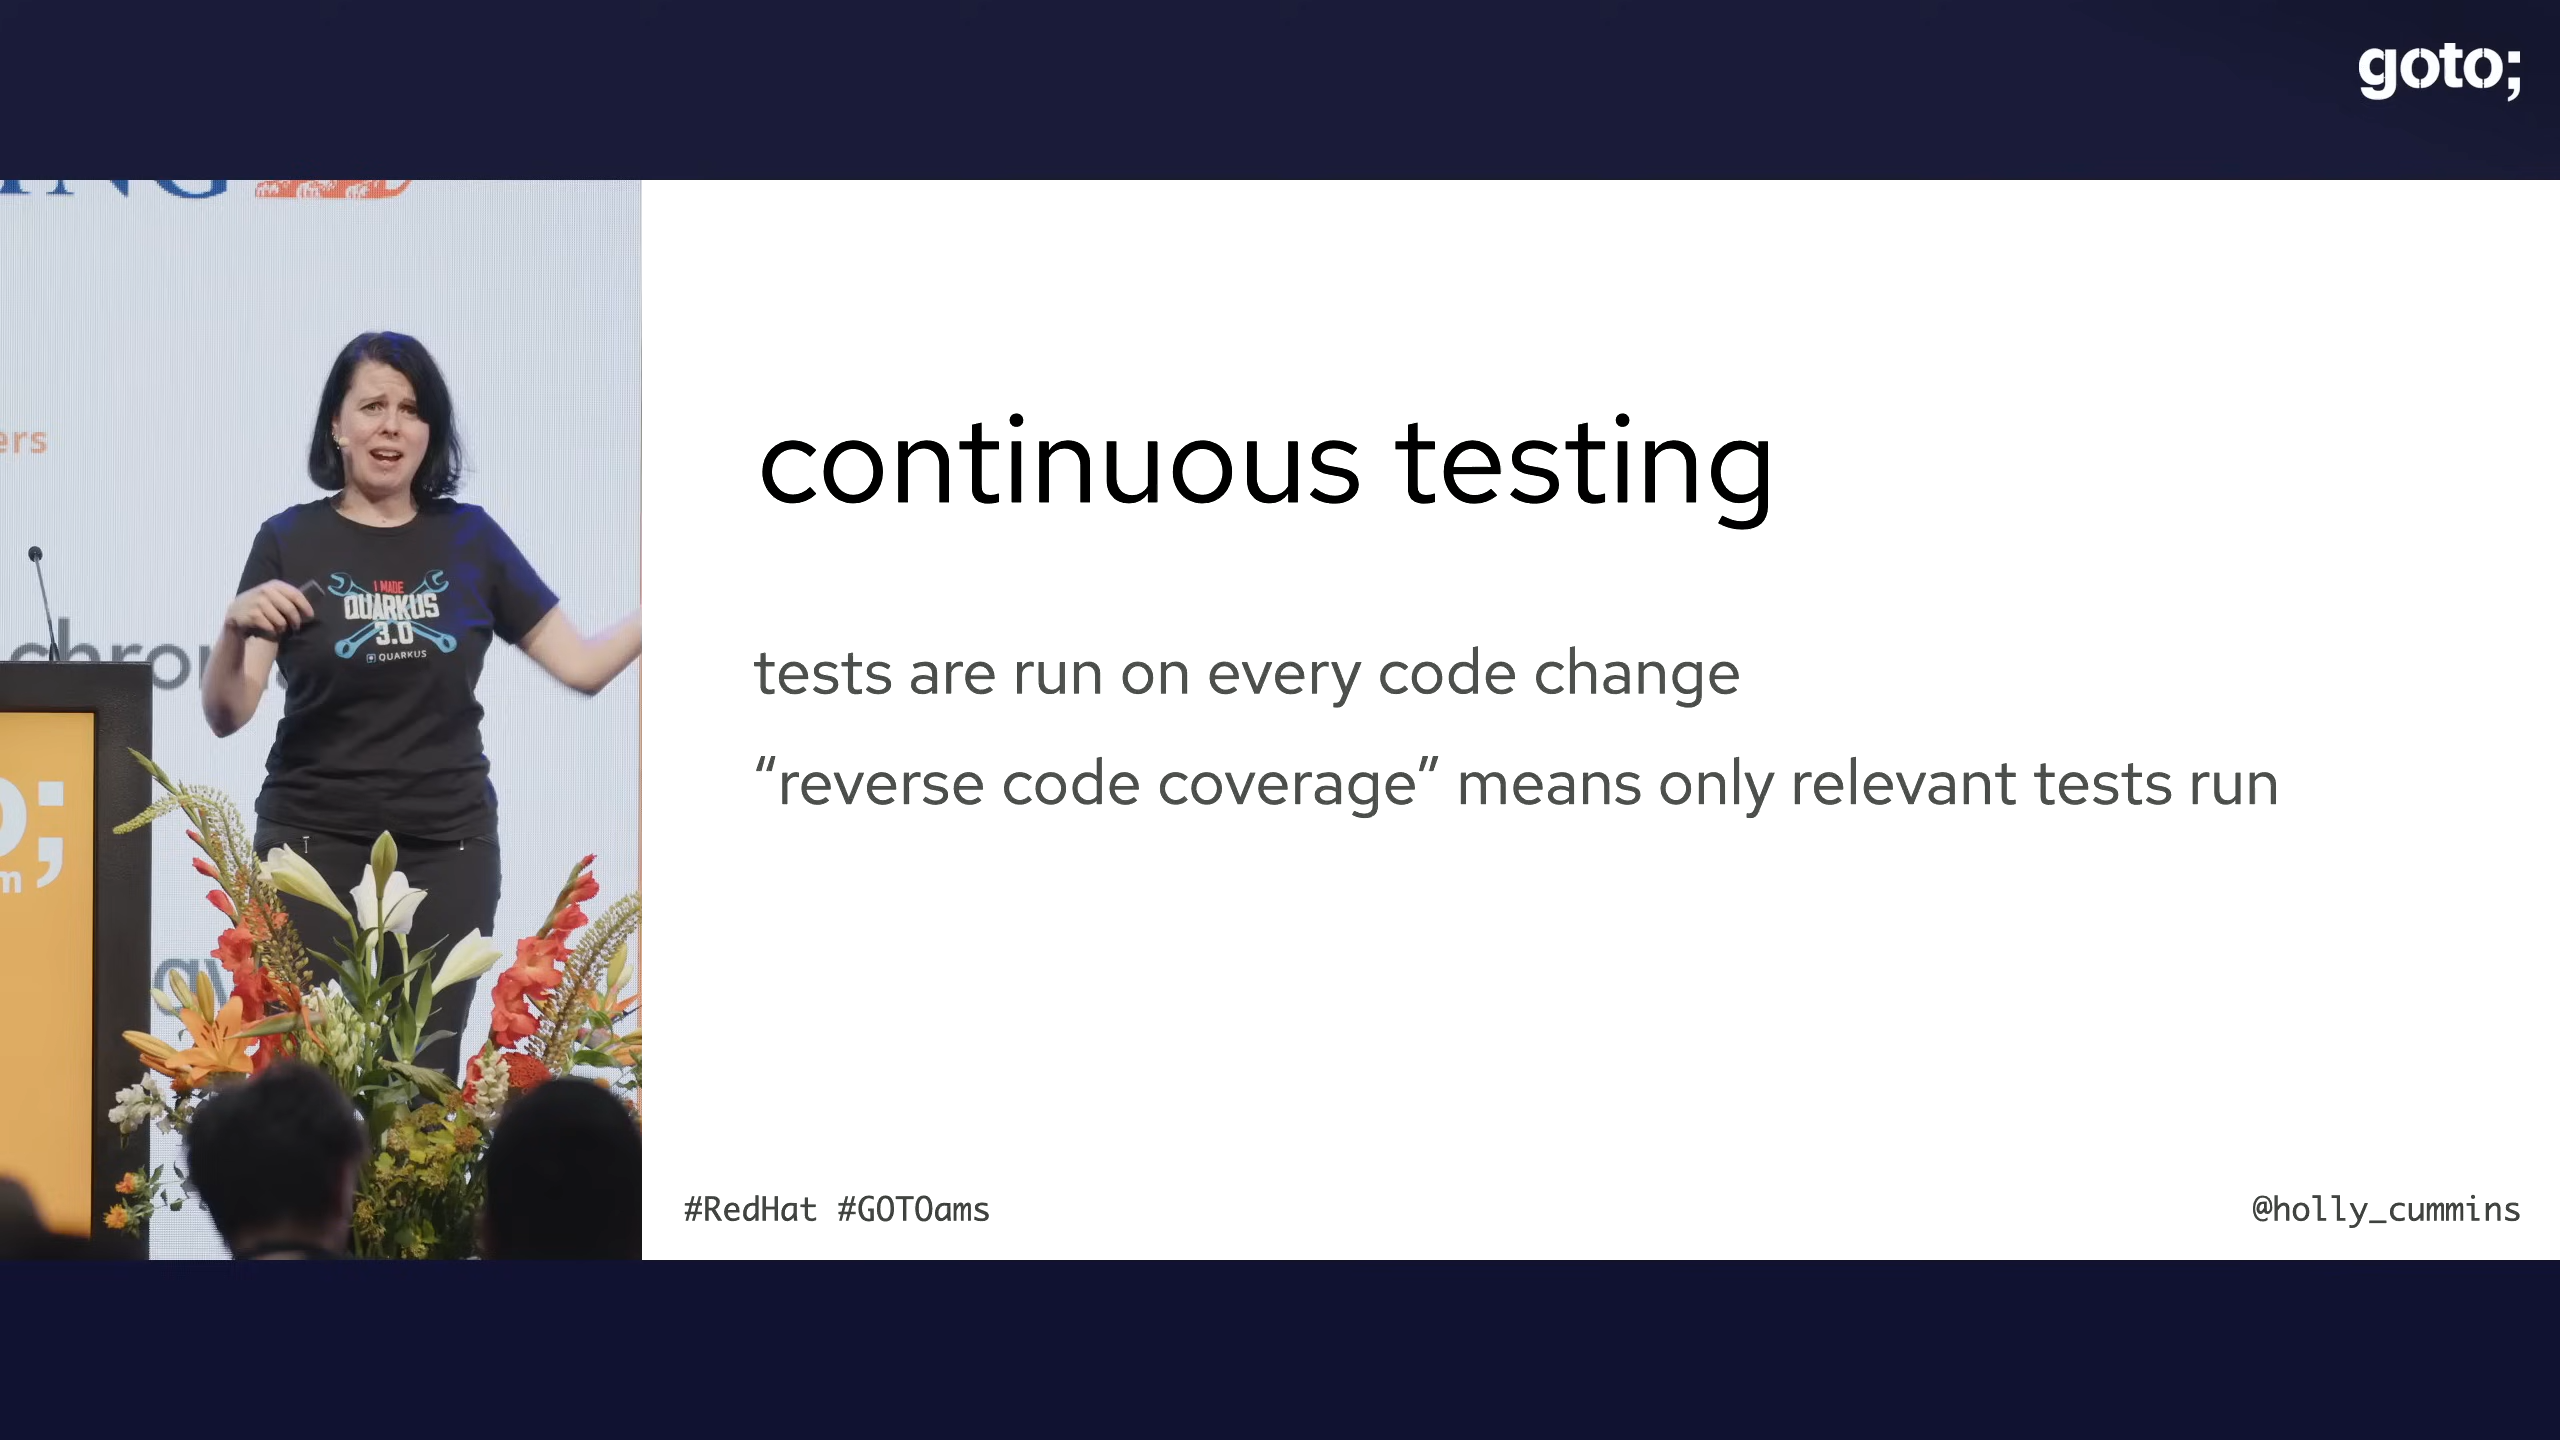 goto;
continuous testing
tests are run on every code change
“reverse code coverage” means only relevant tests run
#RedHat #GOTOams
@holly_cummins
I MADE
QUARKUS
3.0
QUARKUS